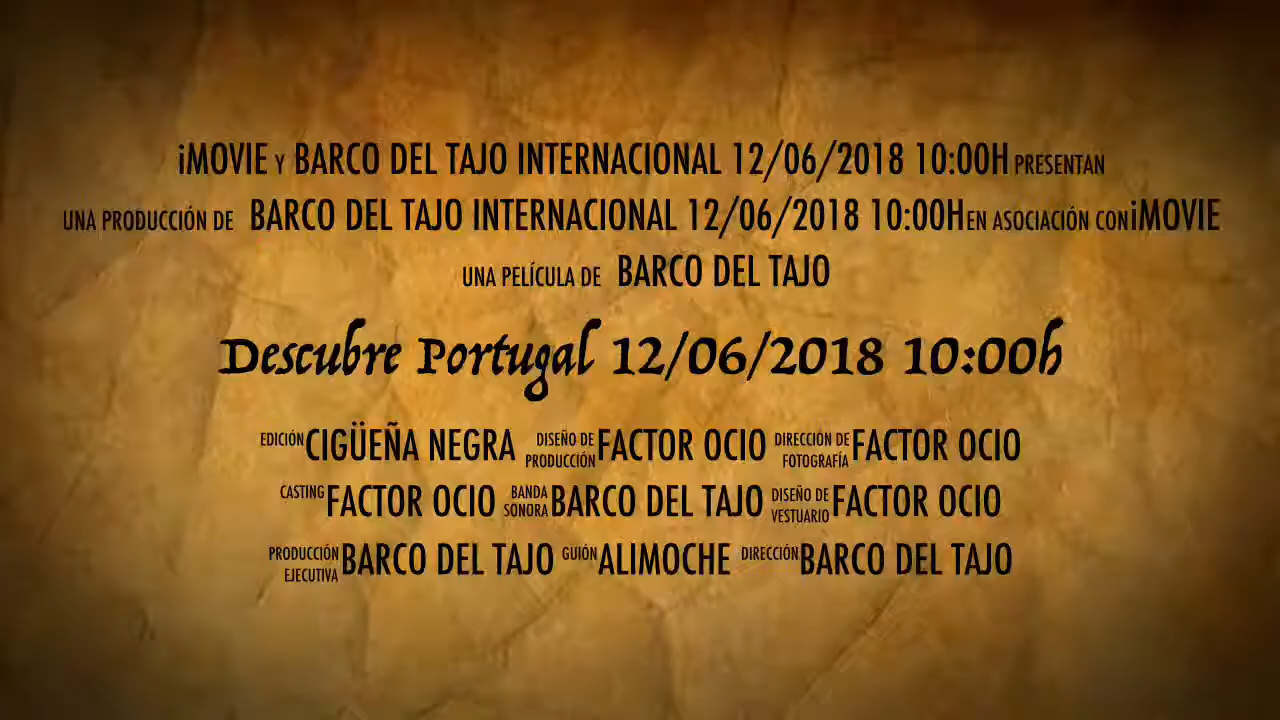 iMOVIE Y BARCO DEL TAJO INTERNACIONAL 12/06/2018 10:00H PRESENTAN
UNA PRODUCCIÓN DE BARCO DEL TAJO INTERNACIONAL 12/06/2018 10:00H EN ASOCIACIÓN CON iMOVIE
UNA PELÍCULA DE BARCO DEL TAJO
Descubre Portugal 12/06/2018 10:00h
EDICIÓN CIGÜEÑA NEGRA DISEÑO DE PRODUCCIÓN FACTOR OCIO DIRECCIÓN DE FOTOGRAFÍA FACTOR OCIO
CASTING FACTOR OCIO BANDA SONORA BARCO DEL TAJO DISEÑO DE VESTUARIO FACTOR OCIO
PRODUCCIÓN EJECUTIVA BARCO DEL TAJO GUIÓN ALIMOCHE DIRECCIÓN BARCO DEL TAJO